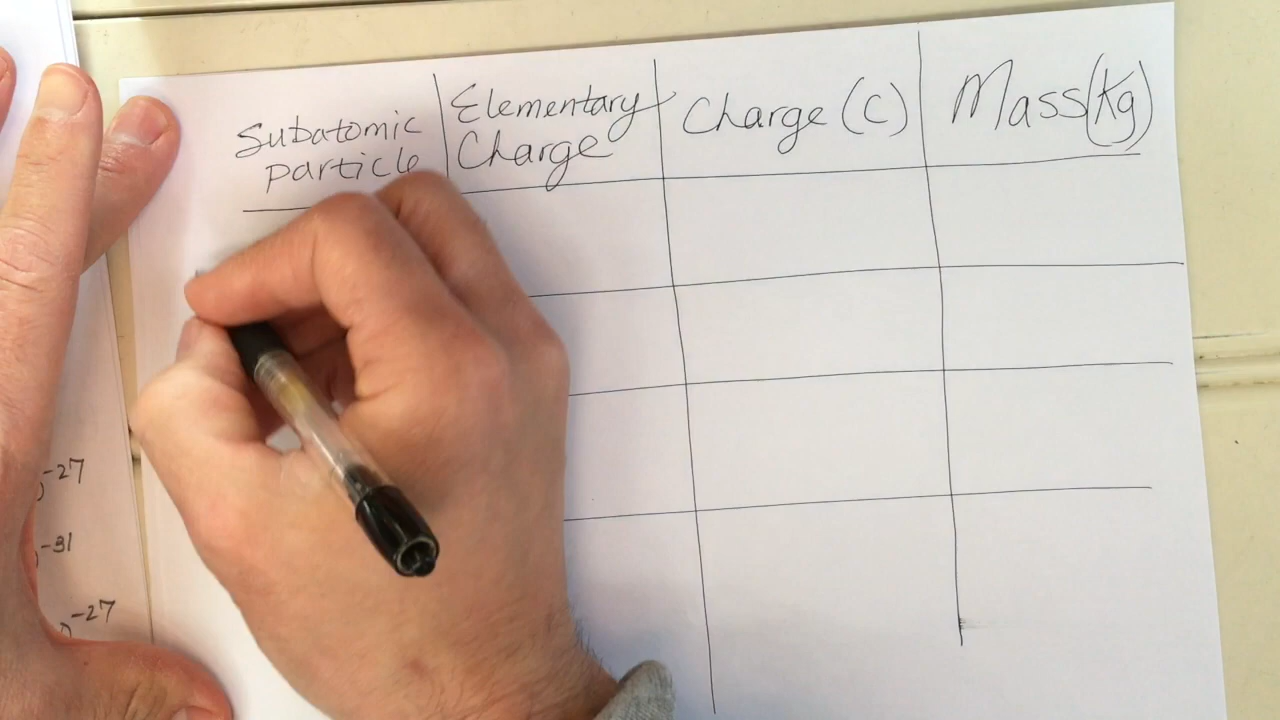 Subatomic
particle
Elementary
Charge
Charge (C)
Mass (Kg)
-27
-31
-27